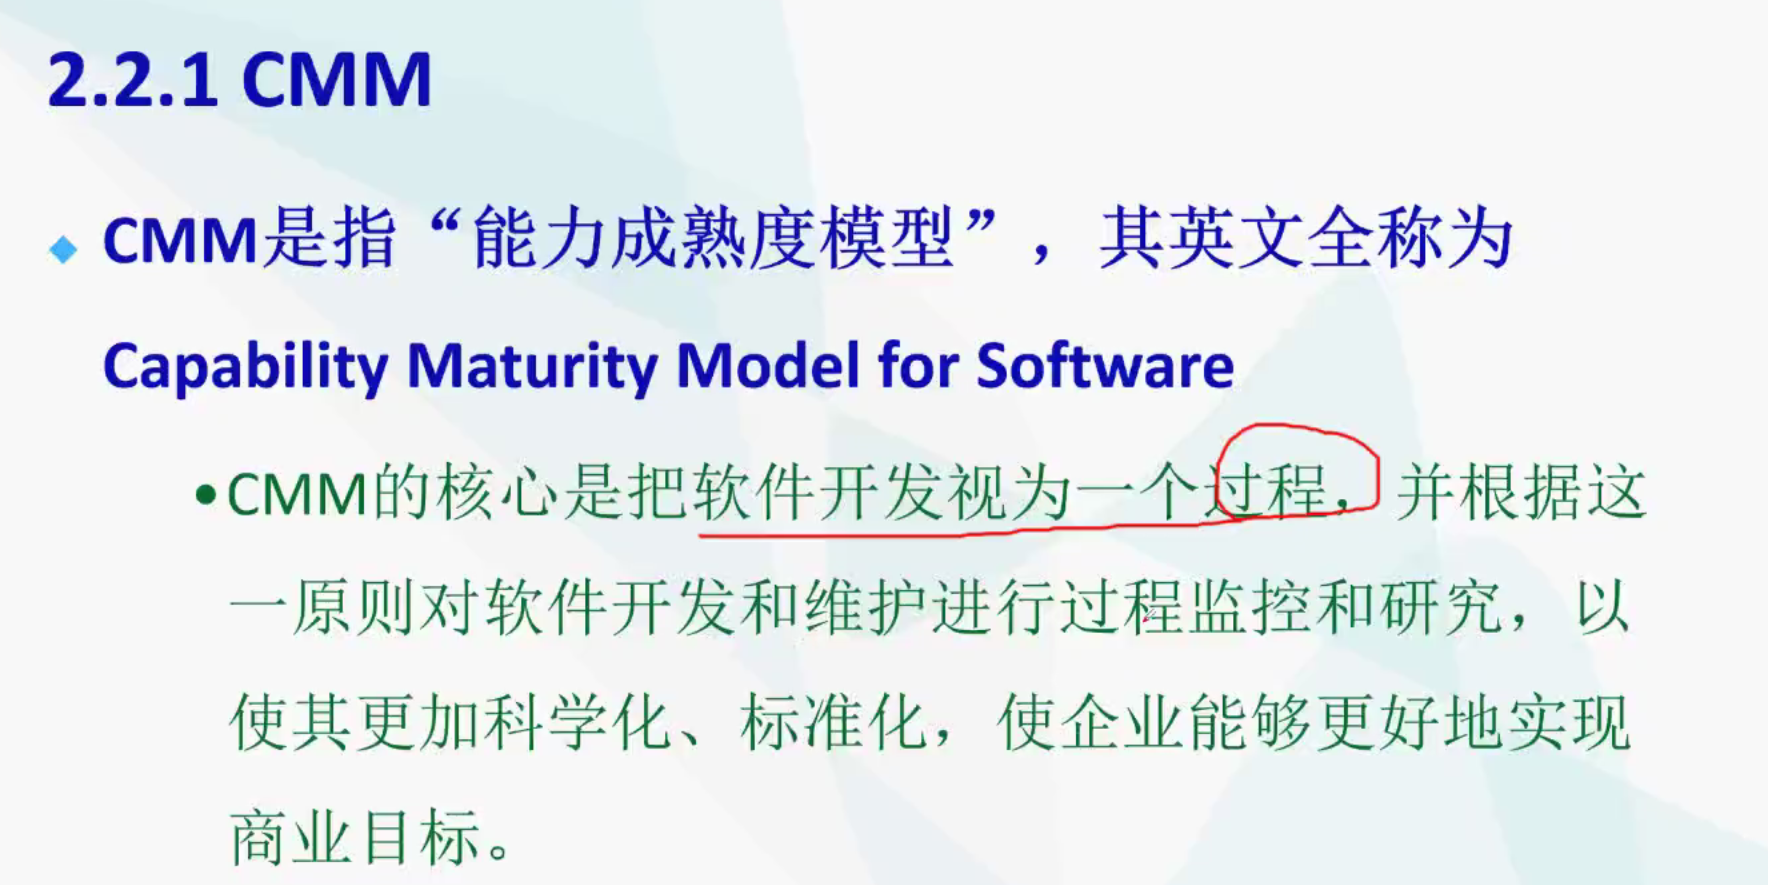 2.2.1 CMM
CMM是指“能力成熟度模型”，其英文全称为
Capability Maturity Model for Software
•CMM的核心是把软件开发视为一个过程，并根据这
一原则对软件开发和维护进行过程监控和研究，以
使其更加科学化、标准化，使企业能够更好地实现
商业目标。